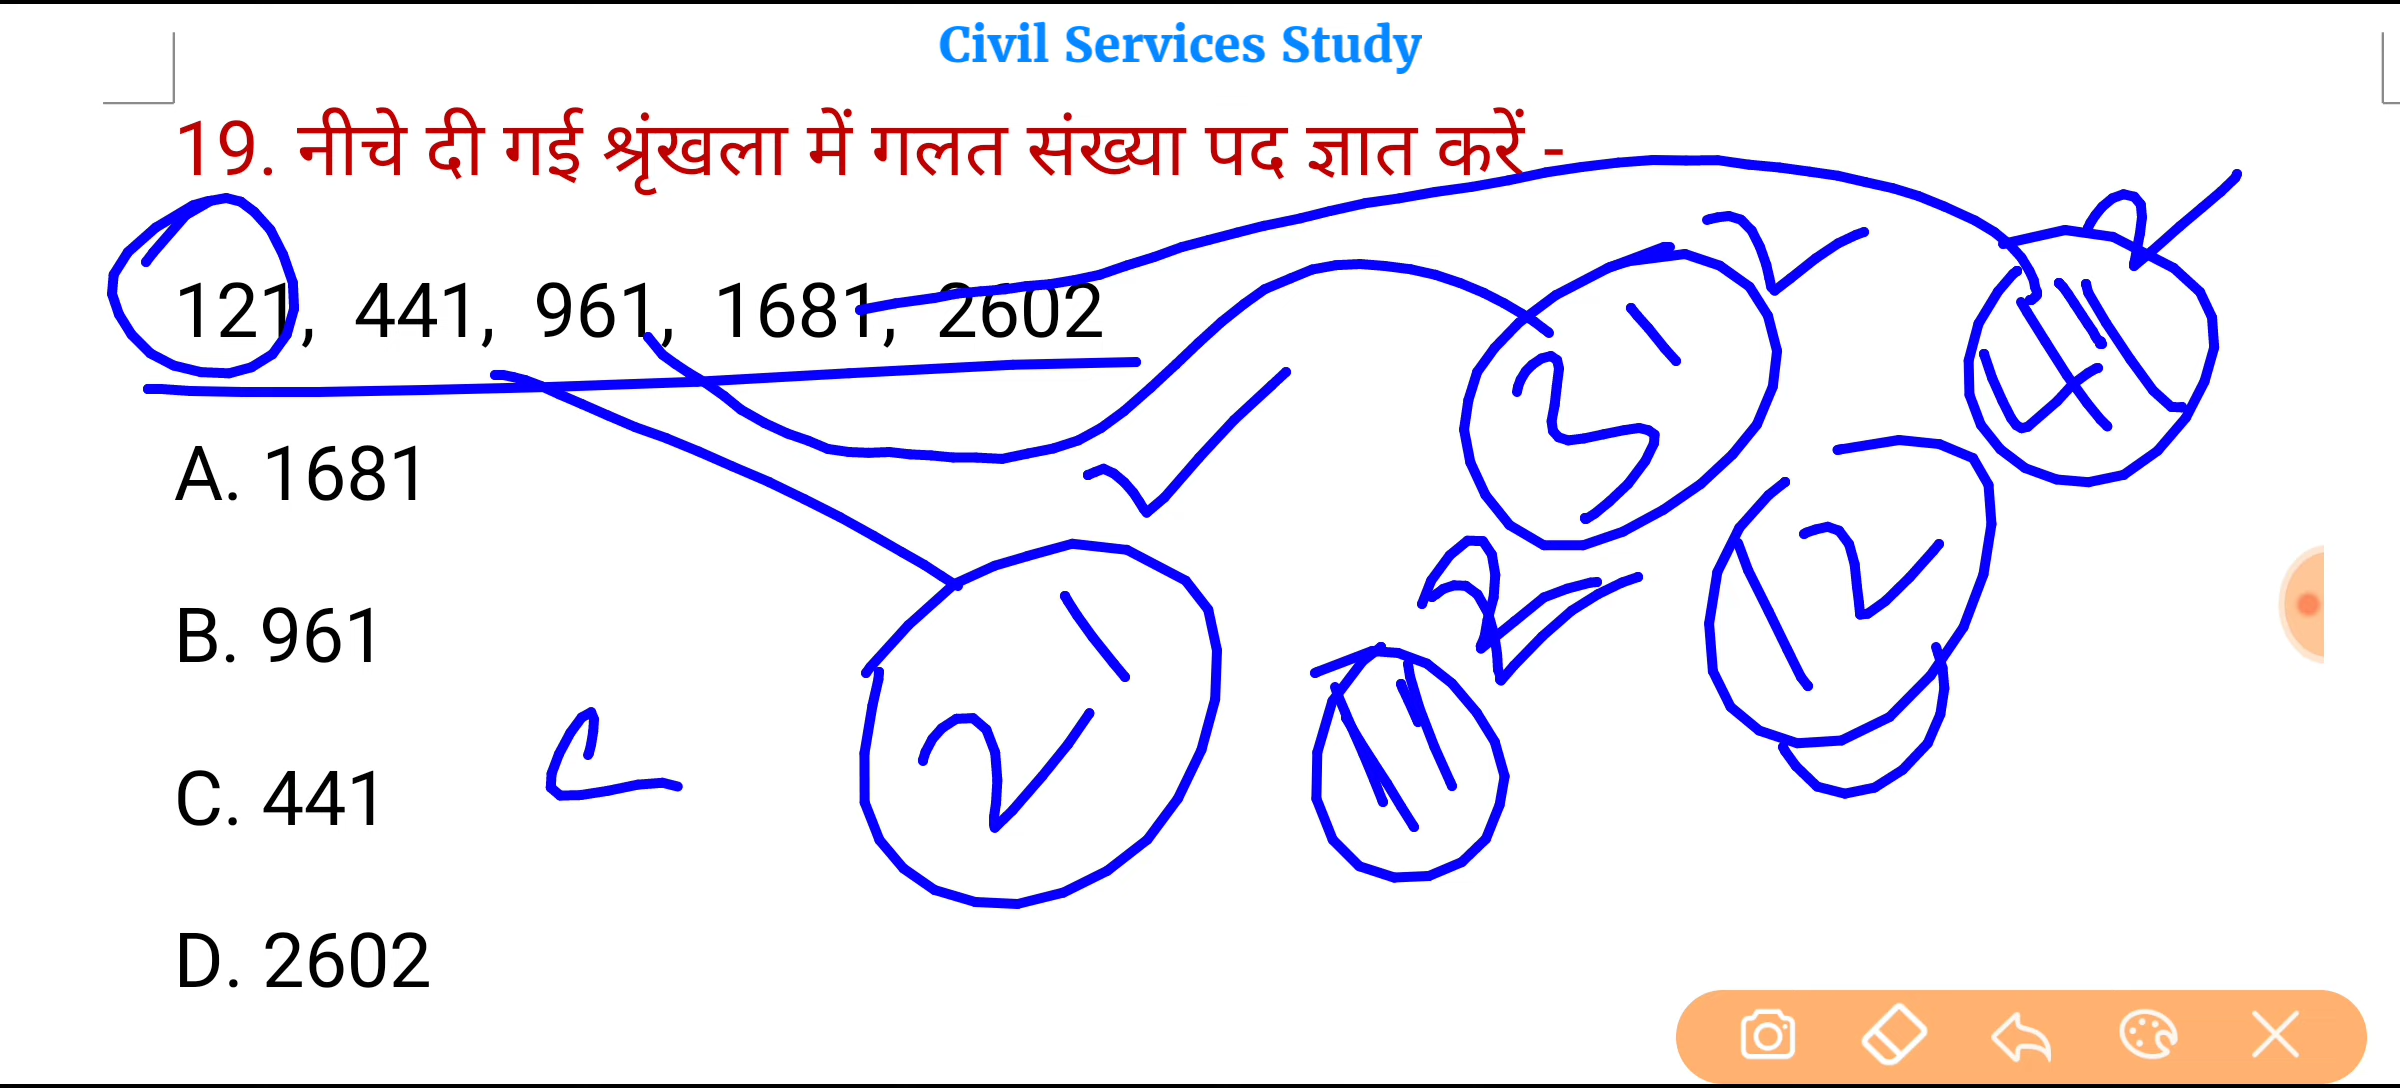 Civil Services Study
19. नीचे दी गई श्रृंखला में गलत संख्या पद ज्ञात करें -
121, 441, 961, 1681, 2602
A. 1681
B. 961
C. 441
D. 2602